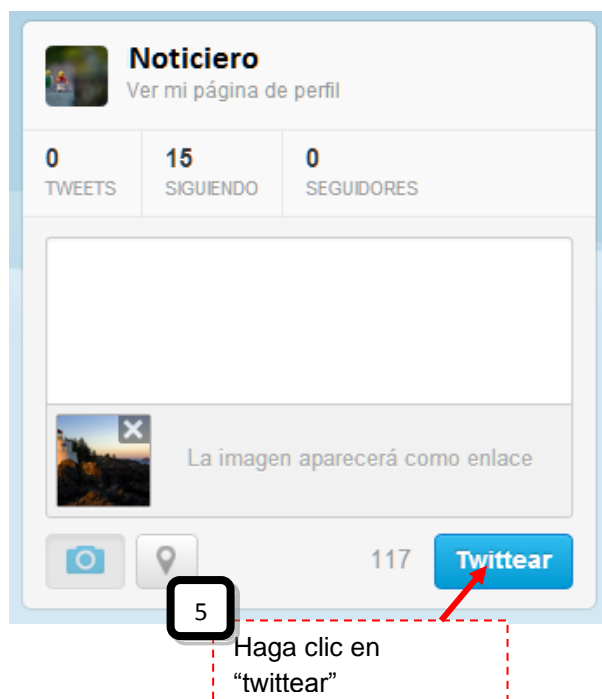 Noticiero
Ver mi página de perfil
0 15 0
TWEETS SIGUIENDO SEGUIDORES
La imagen aparecerá como enlace
117 Twittear
5
Haga clic en
“twittear”